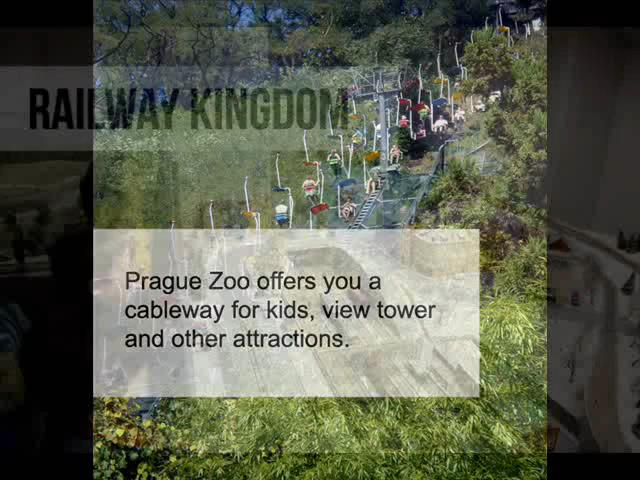 RAILWAY KINGDOM
Prague Zoo offers you a
cableway for kids, view tower
and other attractions.